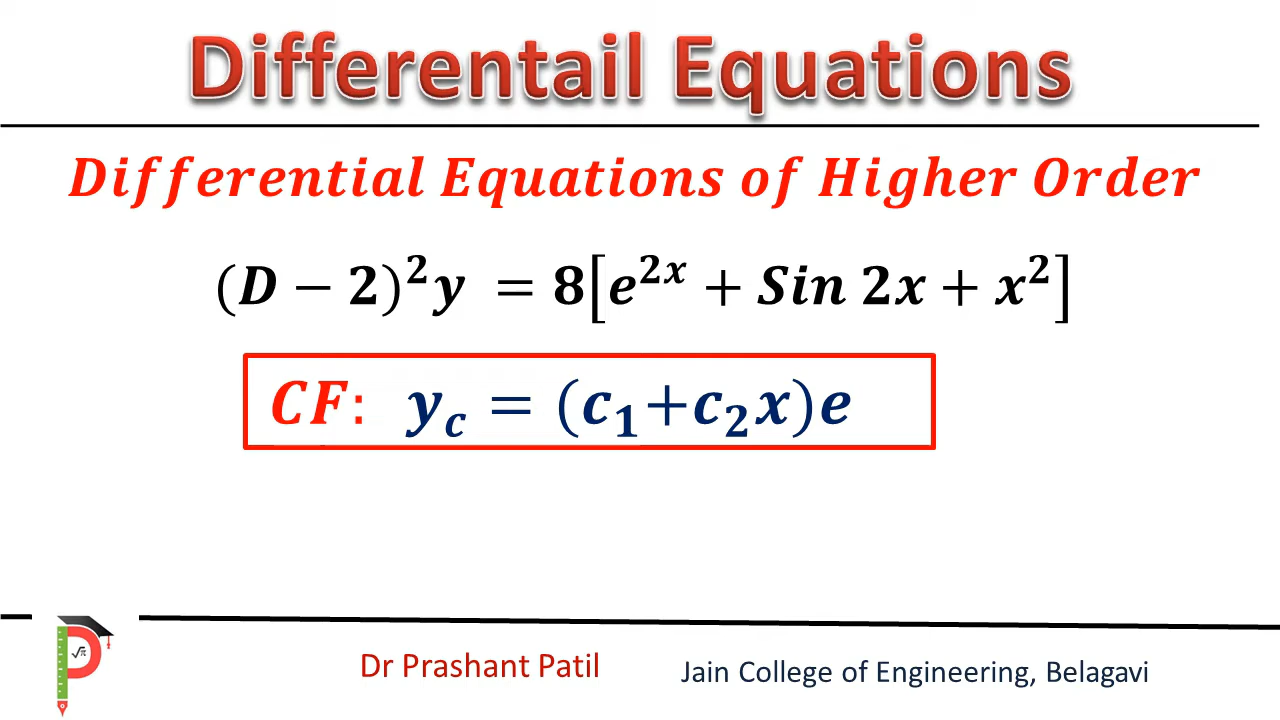 Differentail Equations
Differential Equations of Higher Order
(D − 2)²y = 8[e²ˣ + Sin 2x + x²]
CF: y_c = (c₁+c₂x)e
√π
Dr Prashant Patil
Jain College of Engineering, Belagavi